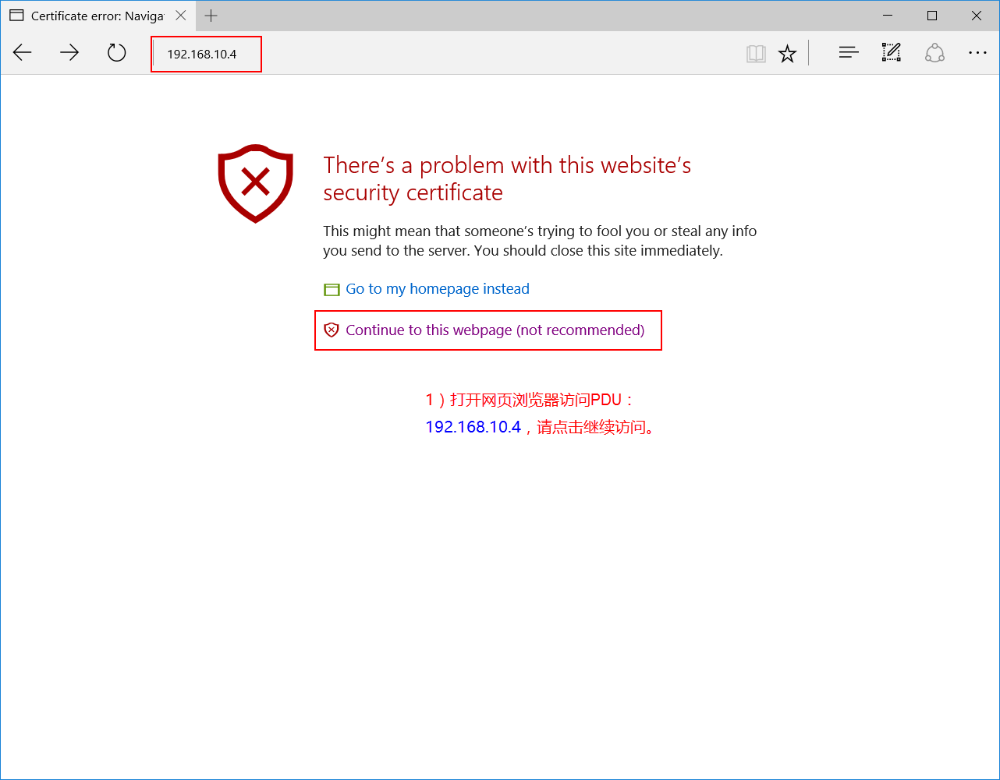 Certificate error: Naviga
192.168.10.4
There's a problem with this website's
security certificate
This might mean that someone's trying to fool you or steal any info
you send to the server. You should close this site immediately.
Go to my homepage instead
Continue to this webpage (not recommended)
1）打开网页浏览器访问PDU：
192.168.10.4，请点击继续访问。